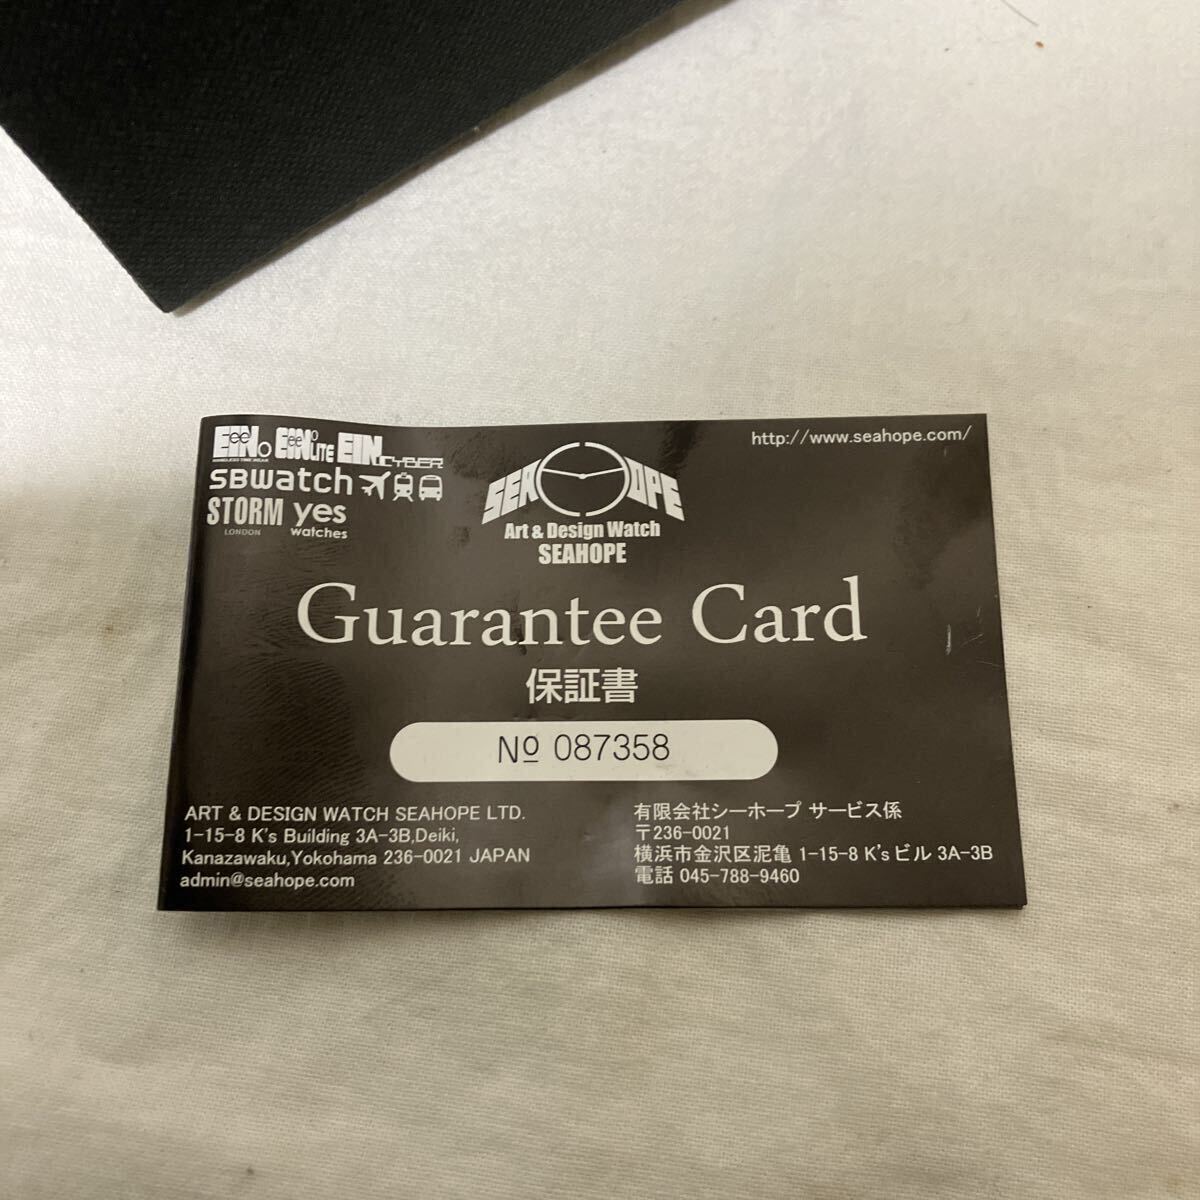 EiNeeo
EiNeeo LITE
EIN CYBER
SBWatch
STORM
LONDON
yes
watches
SEAHOPE
Art & Design Watch
SEAHOPE
http://www.seahope.com/
Guarantee Card
保証書
No 087358
ART & DESIGN WATCH SEAHOPE LTD.
1-15-8 K's Building 3A-3B,Deiki,
Kanazawaku,Yokohama 236-0021 JAPAN
admin@seahope.com
有限会社シーホープ サービス係
〒236-0021
横浜市金沢区泥亀 1-15-8 K'sビル 3A-3B
電話 045-788-9460